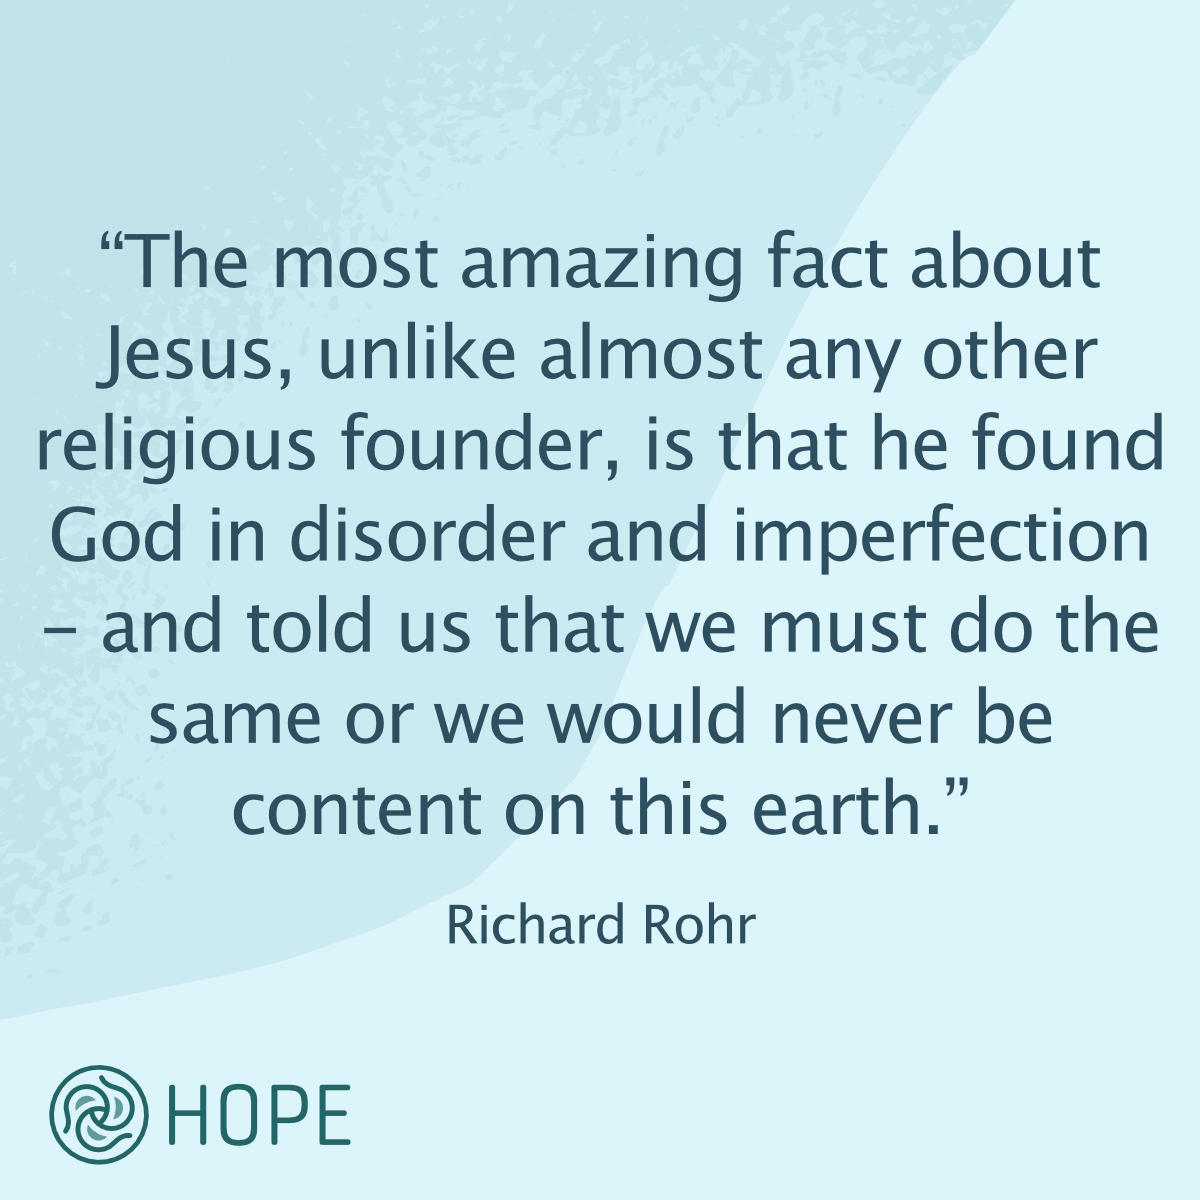 “The most amazing fact about
Jesus, unlike almost any other
religious founder, is that he found
God in disorder and imperfection
– and told us that we must do the
same or we would never be
content on this earth.”
Richard Rohr
HOPE